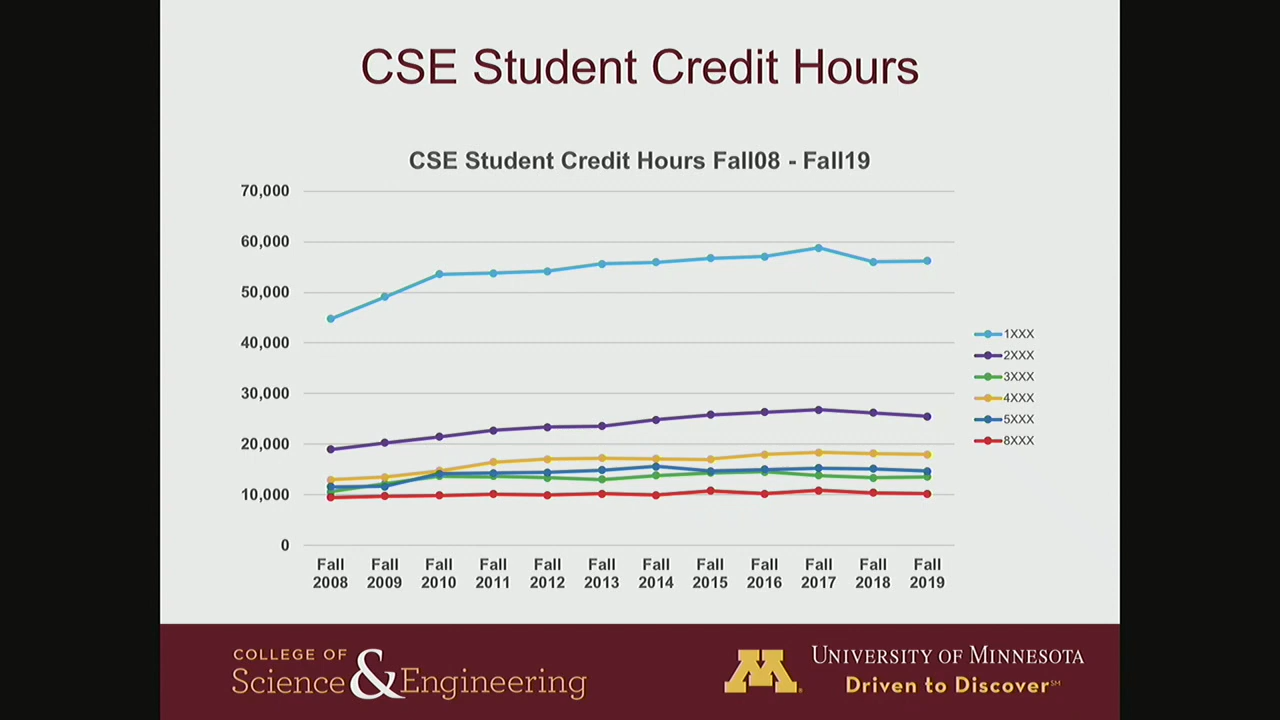 CSE Student Credit Hours
CSE Student Credit Hours Fall08 - Fall19
70,000
60,000
50,000
40,000
30,000
20,000
10,000
0
Fall 2008
Fall 2009
Fall 2010
Fall 2011
Fall 2012
Fall 2013
Fall 2014
Fall 2015
Fall 2016
Fall 2017
Fall 2018
Fall 2019
1XXX
2XXX
3XXX
4XXX
5XXX
8XXX
COLLEGE OF
Science & Engineering
M
UNIVERSITY OF MINNESOTA
Driven to Discover℠